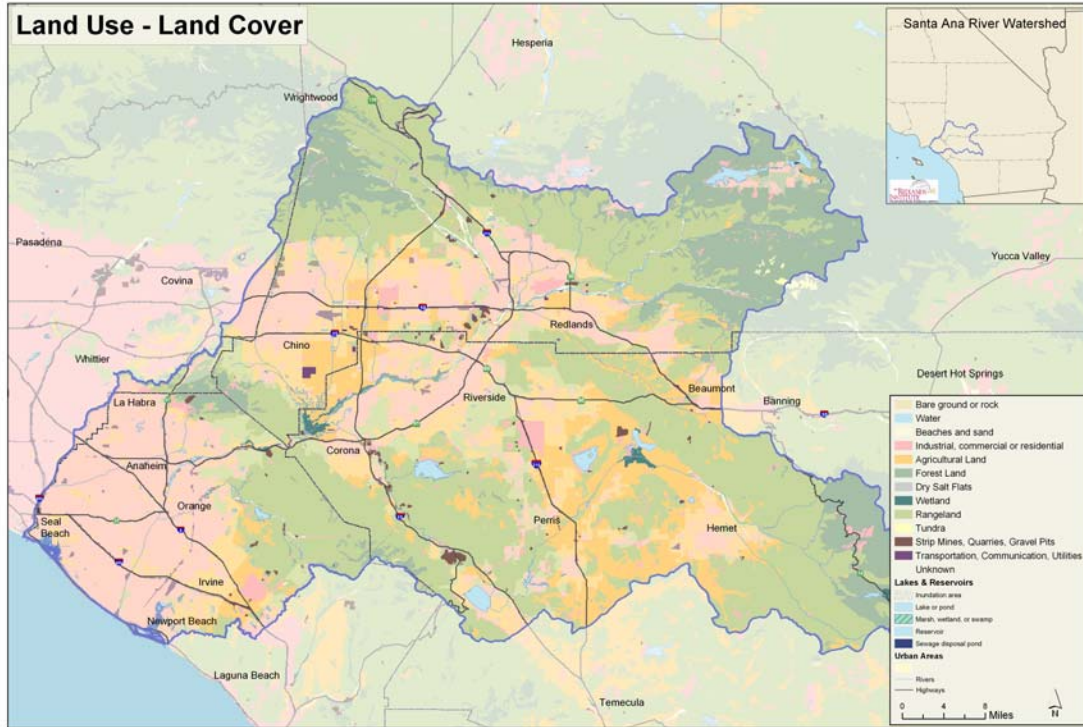 Land Use - Land Cover
Santa Ana River Watershed
Hesperia
Wrightwood
Pasadena
Covina
Yucca Valley
Redlands
Chino
Whittier
Desert Hot Springs
La Habra
Riverside
Beaumont
Banning
Corona
Anaheim
Orange
Seal
Beach
Perris
Hemet
Irvine
Newport Beach
Laguna Beach
Temecula
REDLANDS
INSTITUTE
Bare ground or rock
Water
Beaches and sand
Industrial, commercial or residential
Agricultural Land
Forest Land
Dry Salt Flats
Wetland
Rangeland
Tundra
Strip Mines, Quarries, Gravel Pits
Transportation, Communication, Utilities
Unknown
Lakes & Reservoirs
Inundation area
Lake or pond
Marsh, wetland, or swamp
Reservoir
Sewage disposal pond
Urban Areas
Rivers
Highways
0 4 8
Miles
N